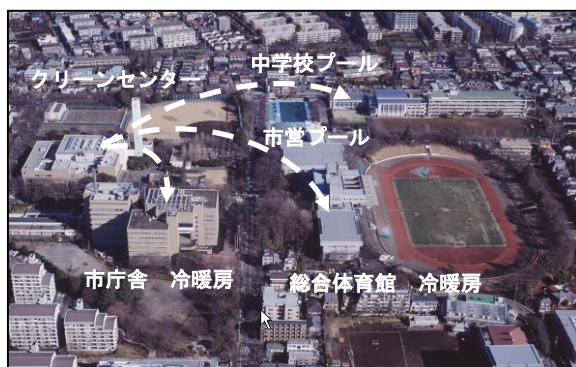 中学校プール
クリーンセンター
市営プール
市庁舎　冷暖房
総合体育館　冷暖房